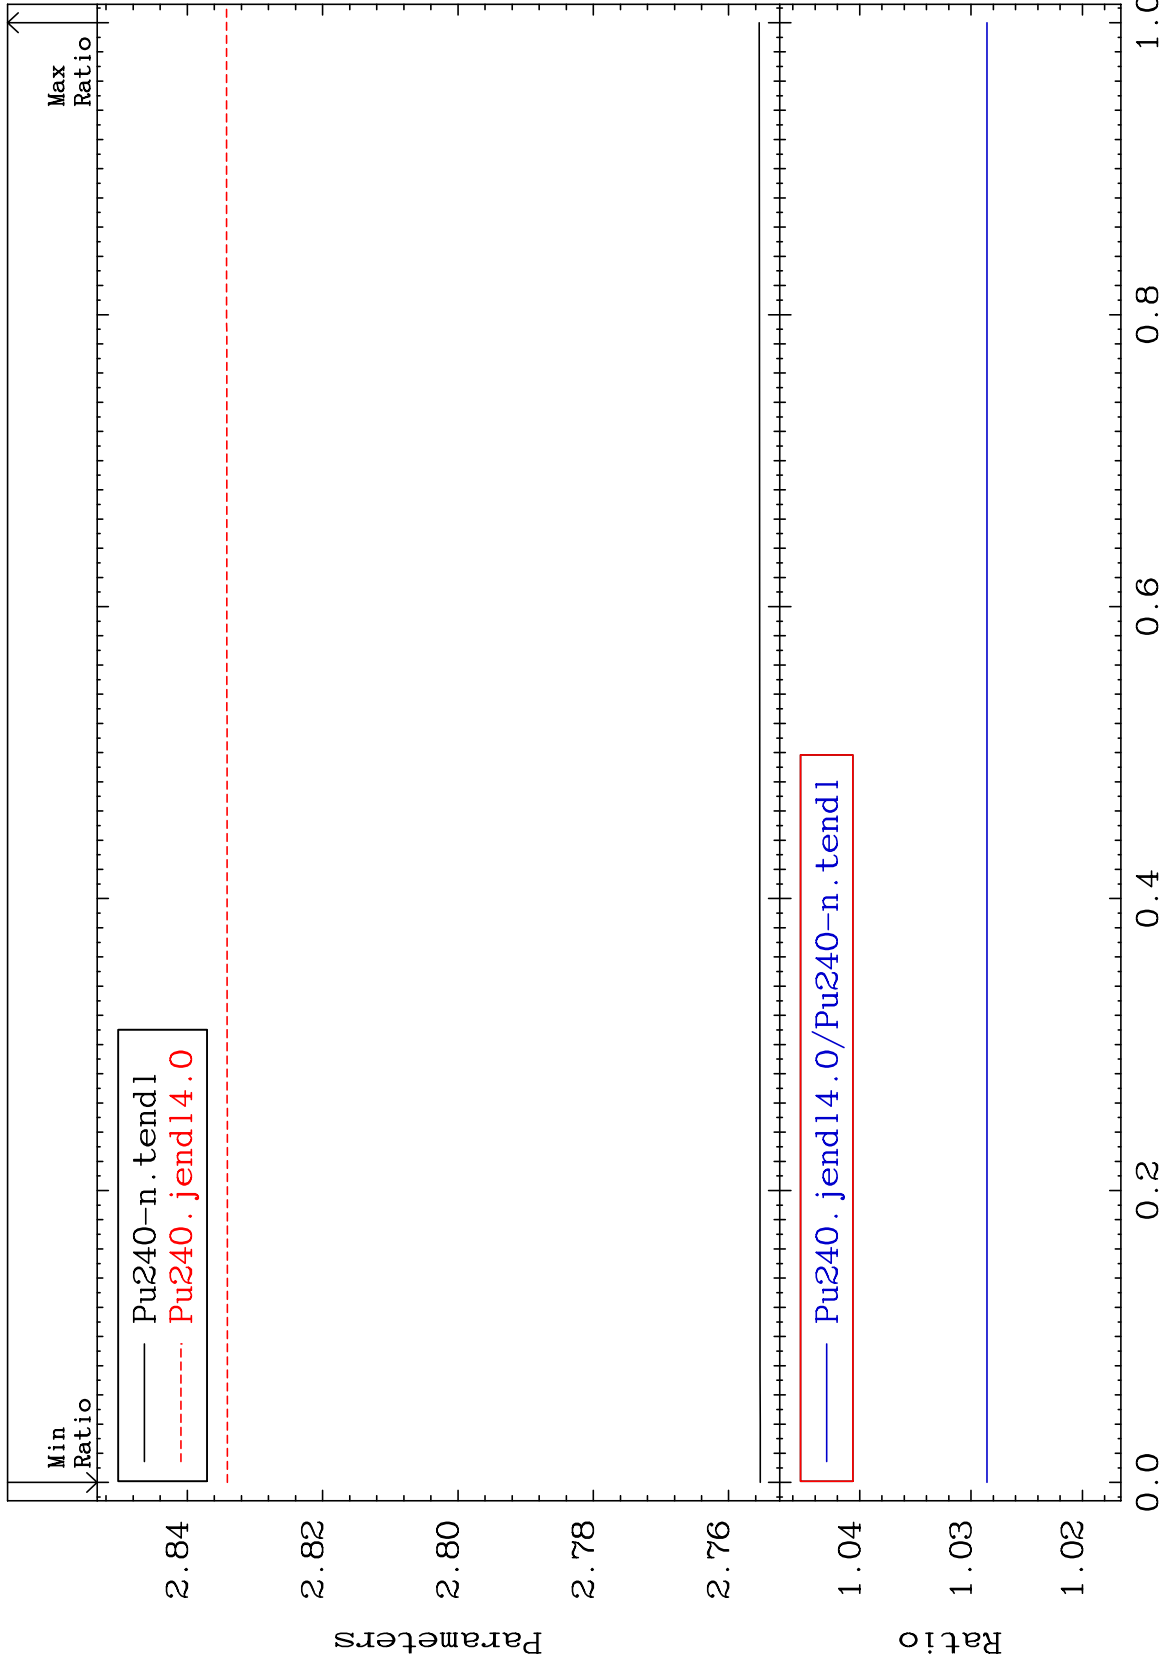 Min
Ratio
Max
Ratio
Pu240-n.tendl
Pu240.jendl4.0
2.84
2.82
2.80
2.78
2.76
Parameters
Pu240.jendl4.0/Pu240-n.tendl
1.04
1.03
1.02
Ratio
0.0 0.2 0.4 0.6 0.8 1.0